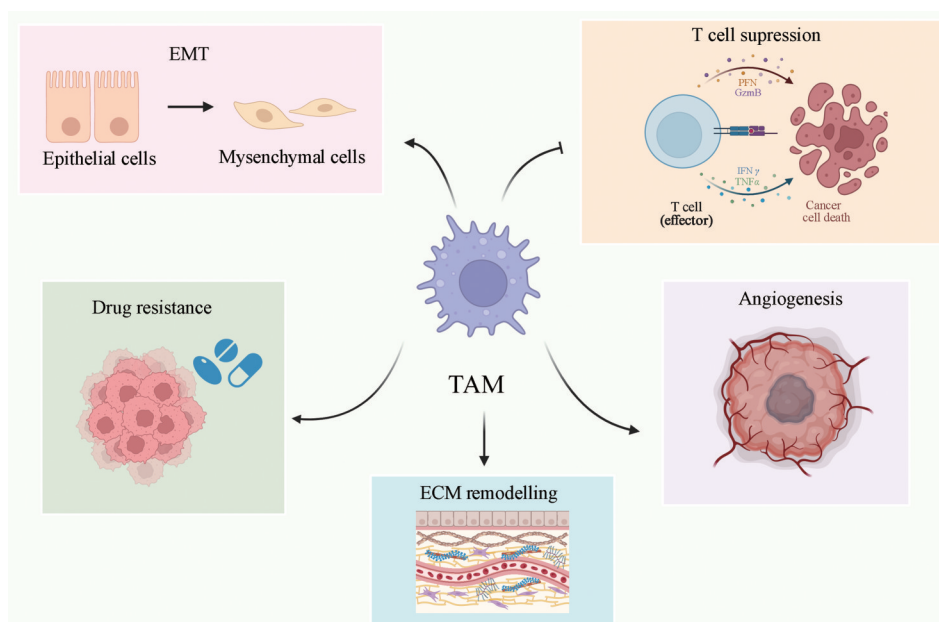 EMT
Epithelial cells
Mysenchymal cells
T cell supression
PFN
GzmB
IFN γ
TNFα
T cell
(effector)
Cancer
cell death
Drug resistance
TAM
Angiogenesis
ECM remodelling